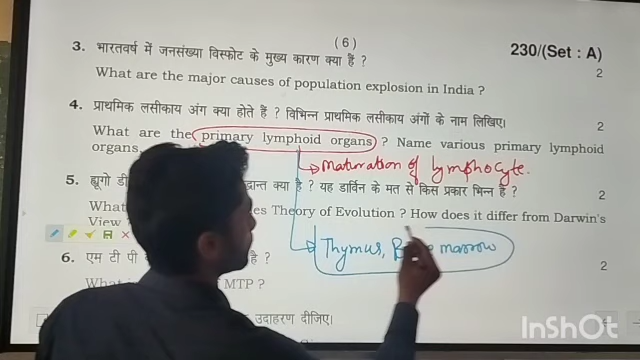 (6)
230/(Set : A)
3. भारतवर्ष में जनसंख्या विस्फोट के मुख्य कारण क्या हैं ? 2
What are the major causes of population explosion in India ?
4. प्राथमिक लसीकाय अंग क्या होते हैं ? विभिन्न प्राथमिक लसीकाय अंगों के नाम लिखिए। 2
What are the primary lymphoid organs ? Name various primary lymphoid
organs.
Maturation of lymphocyte.
5. ह्यूगो डी क्या है ? यह डार्विन के मत से किस प्रकार भिन्न है ? 2
What Theory of Evolution ? How does it differ from Darwin's
View
Thymus, marrow
6. एम टी पी है ? 2
MTP ?
उदाहरण दीजिए।
InShOt